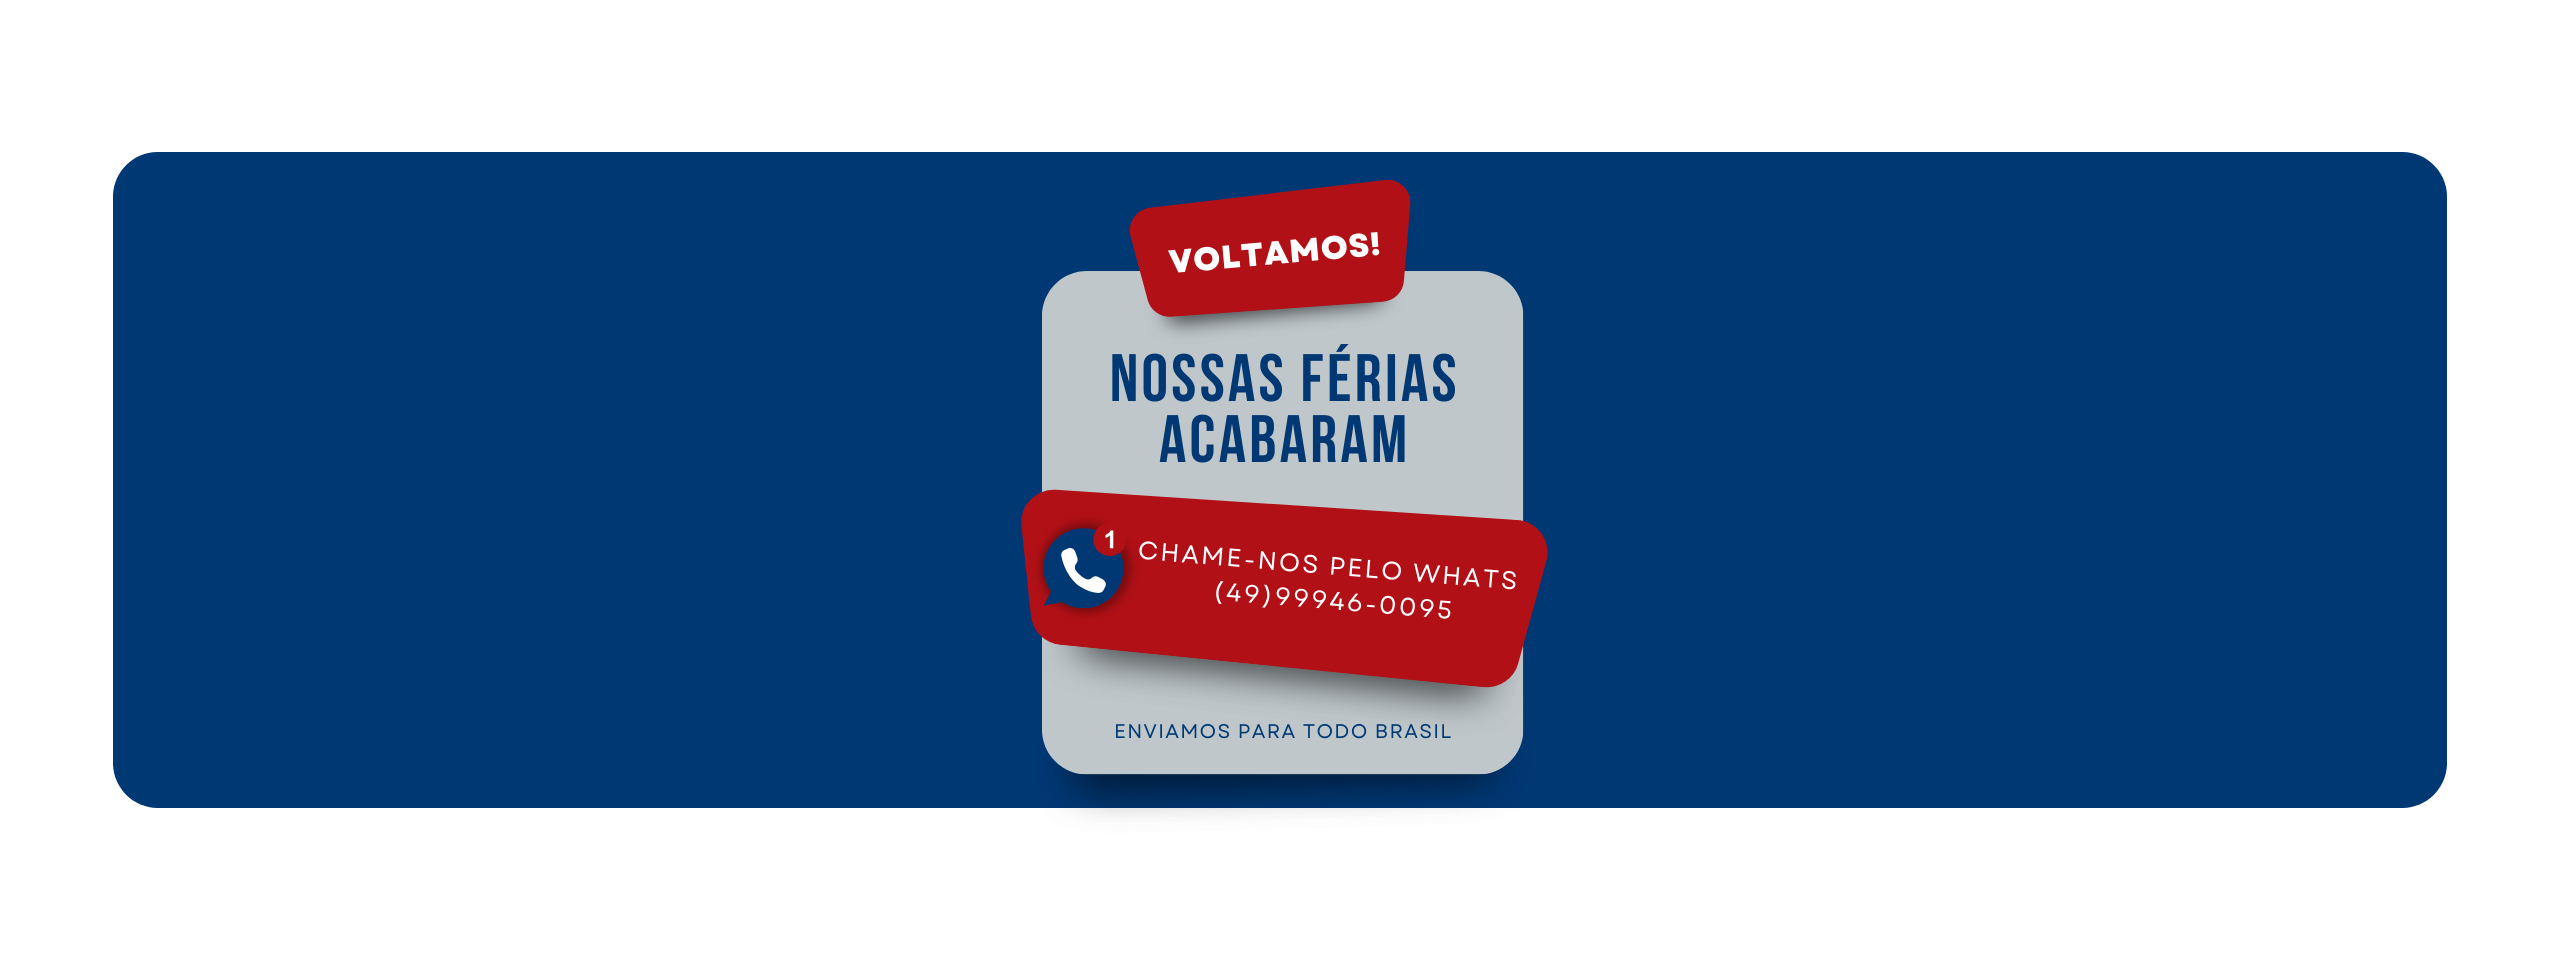 VOLTAMOS!
NOSSAS FÉRIAS
ACABARAM
1
CHAME-NOS PELO WHATS
(49)99946-0095
ENVIAMOS PARA TODO BRASIL